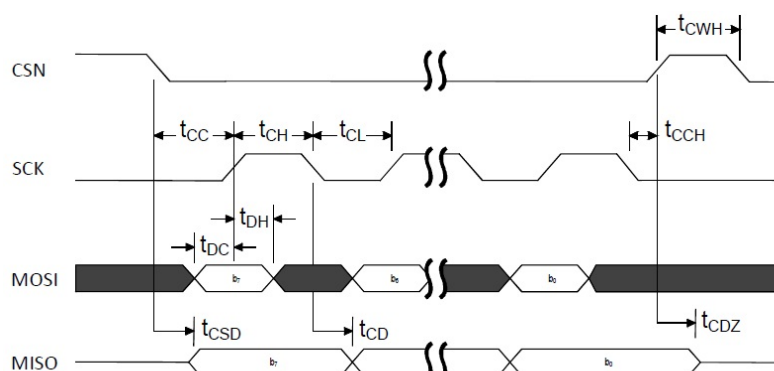 tCWH
CSN
tCC tCH tCL tCCH
SCK
tDH
tDC
MOSI b7 b6 b0
tCSD tCD tCDZ
MISO b7 b0